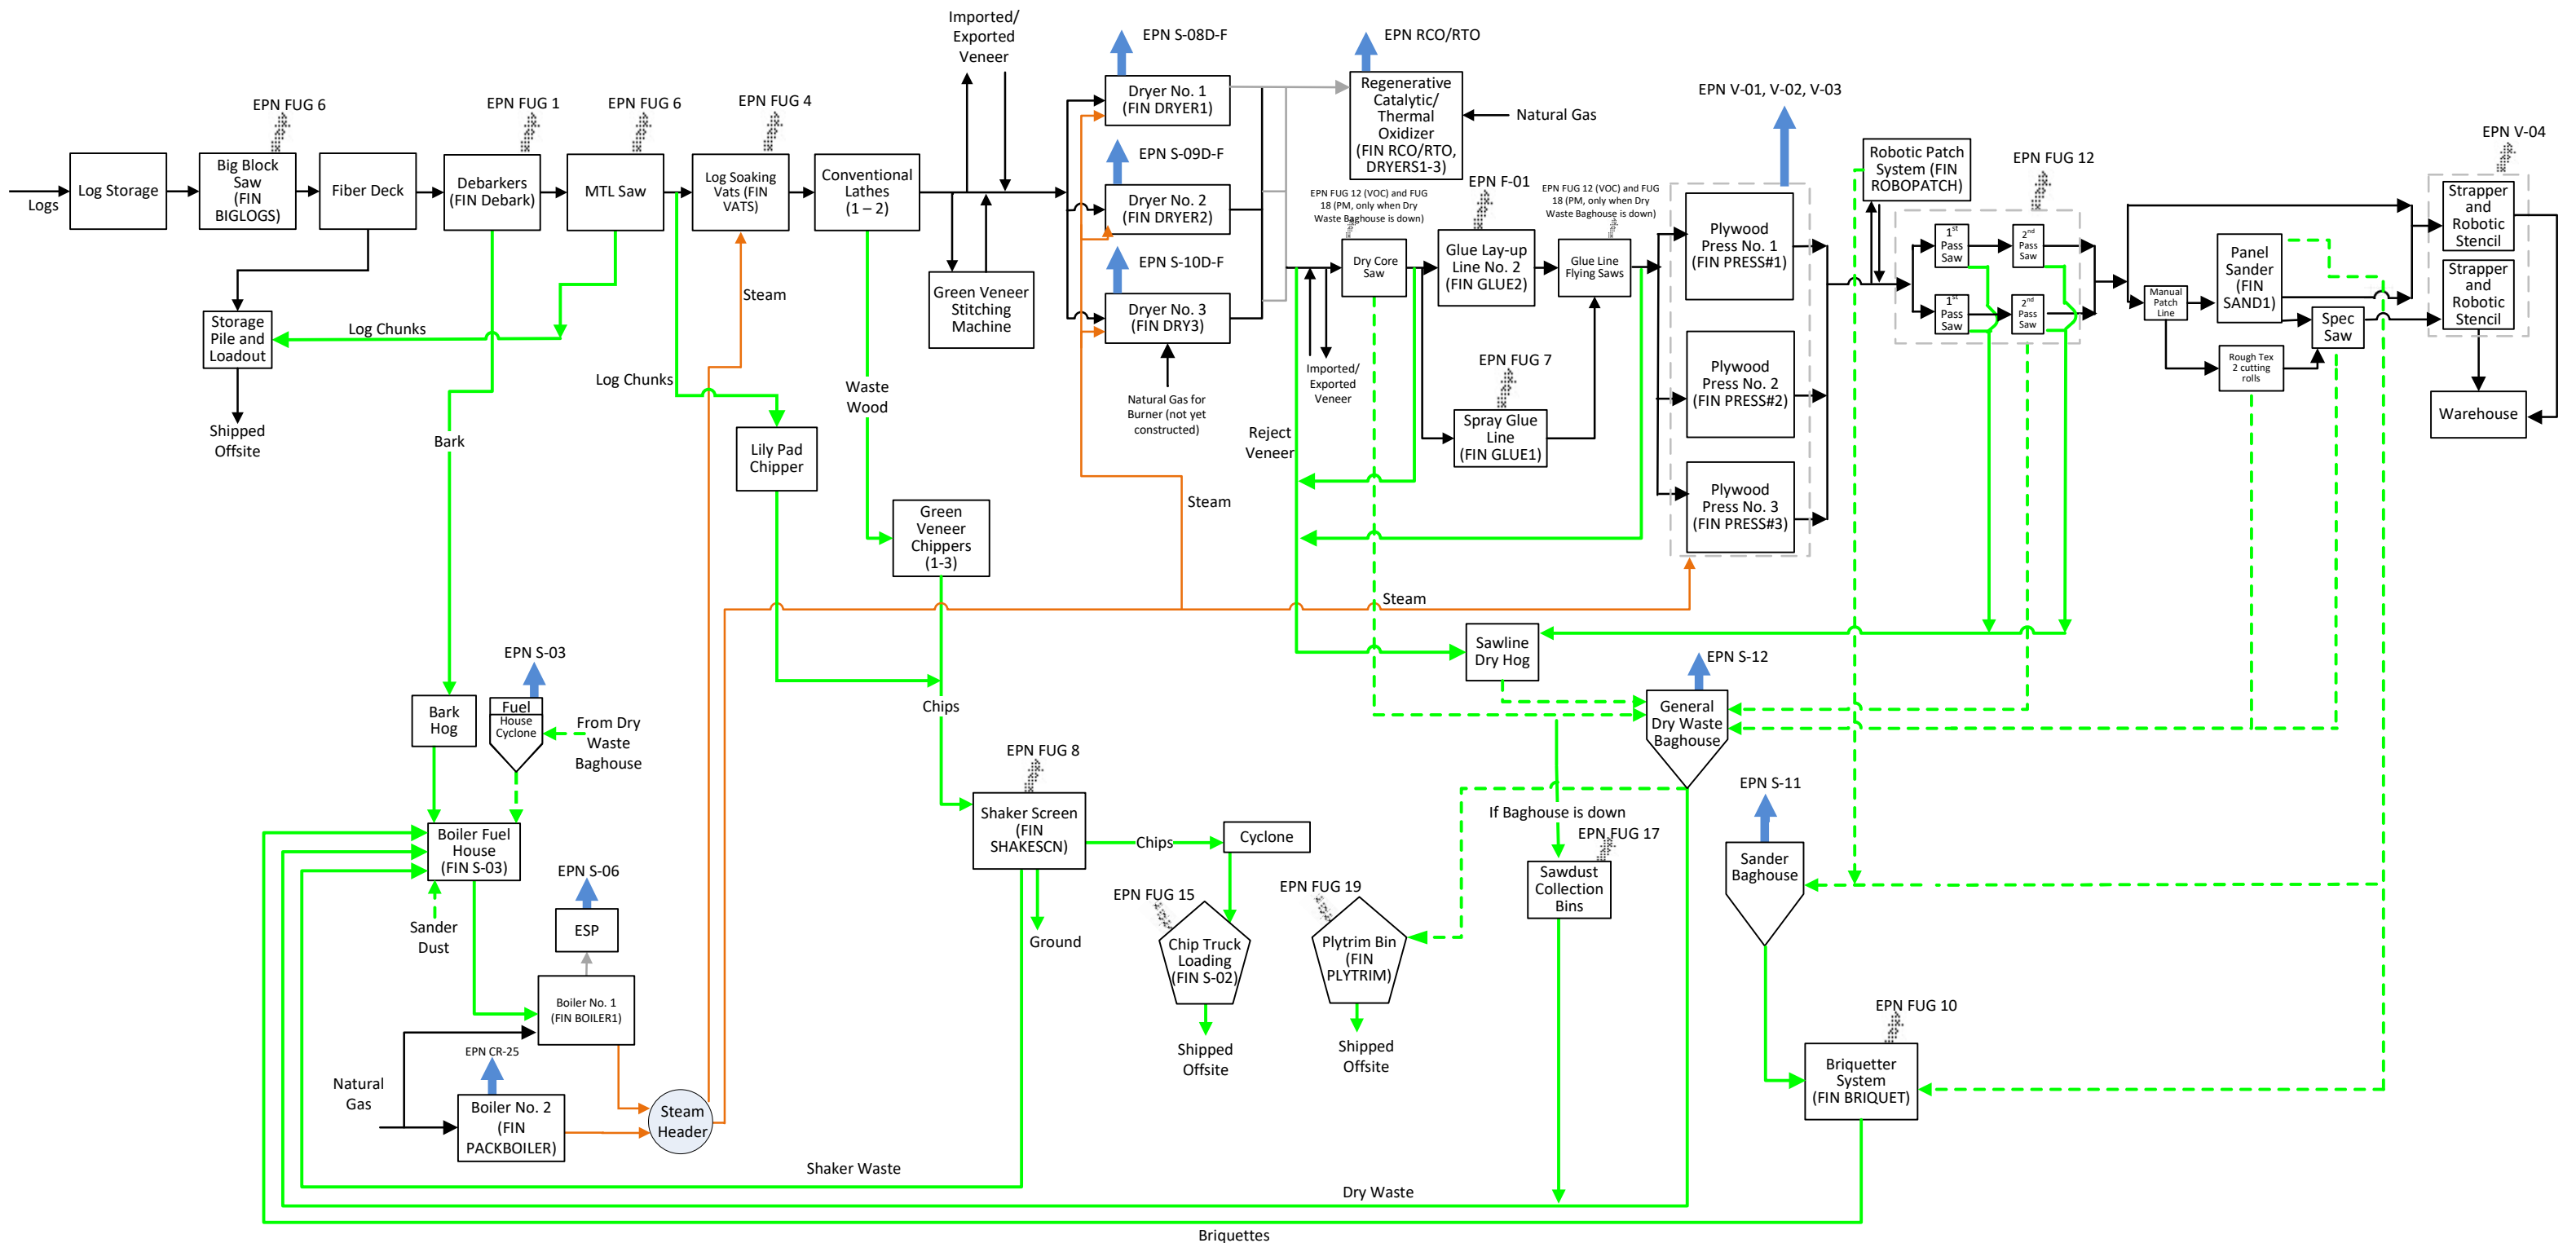 Imported/
Exported
Veneer
EPN S-08D-F
EPN RCO/RTO
EPN FUG 6
EPN FUG 1
EPN FUG 6
EPN FUG 4
EPN V-01, V-02, V-03
EPN V-04
Logs
Log Storage
Big Block
Saw
(FIN
BIGLOGS)
Fiber Deck
Debarkers
(FIN Debark)
MTL Saw
Log Soaking
Vats (FIN
VATS)
Conventional
Lathes
(1 – 2)
Dryer No. 1
(FIN DRYER1)
EPN S-09D-F
Dryer No. 2
(FIN DRYER2)
EPN S-10D-F
Dryer No. 3
(FIN DRY3)
Regenerative
Catalytic/
Thermal
Oxidizer
(FIN RCO/RTO,
DRYERS1-3)
Natural Gas
EPN FUG 12 (VOC) and FUG
18 (PM, only when Dry
Waste Baghouse is down)
EPN F-01
EPN FUG 12 (VOC) and FUG
18 (PM, only when Dry
Waste Baghouse is down)
Dry Core
Saw
Glue Lay-up
Line No. 2
(FIN GLUE2)
Glue Line
Flying Saws
Plywood
Press No. 1
(FIN PRESS#1)
Plywood
Press No. 2
(FIN PRESS#2)
Plywood
Press No. 3
(FIN PRESS#3)
Robotic Patch
System (FIN
ROBOPATCH)
EPN FUG 12
1st
Pass
Saw
2nd
Pass
Saw
1st
Pass
Saw
2nd
Pass
Saw
Manual
Patch
Line
Panel
Sander
(FIN
SAND1)
Spec
Saw
Rough Tex
2 cutting
rolls
Strapper
and
Robotic
Stencil
Strapper
and
Robotic
Stencil
Warehouse
Green Veneer
Stitching
Machine
Storage
Pile and
Loadout
Log Chunks
Shipped
Offsite
Log Chunks
Steam
Bark
Waste
Wood
Natural Gas for
Burner (not yet
constructed)
Imported/
Exported
Veneer
EPN FUG 7
Spray Glue
Line
(FIN GLUE1)
Reject
Veneer
Lily Pad
Chipper
Green
Veneer
Chippers
(1-3)
Steam
Steam
Sawline
Dry Hog
EPN S-12
General
Dry Waste
Baghouse
EPN S-03
Bark
Hog
Fuel
House
Cyclone
From Dry
Waste
Baghouse
Chips
EPN FUG 8
Shaker Screen
(FIN
SHAKESCN)
Chips
Cyclone
If Baghouse is down
EPN FUG 17
Sawdust
Collection
Bins
EPN S-11
Sander
Baghouse
Boiler Fuel
House
(FIN S-03)
EPN S-06
ESP
Sander
Dust
EPN FUG 15
EPN FUG 19
Ground
Chip Truck
Loading
(FIN S-02)
Plytrim Bin
(FIN
PLYTRIM)
Shipped
Offsite
Shipped
Offsite
Boiler No. 1
(FIN BOILER1)
EPN CR-25
Natural
Gas
Boiler No. 2
(FIN
PACKBOILER)
Steam
Header
EPN FUG 10
Briquetter
System
(FIN BRIQUET)
Shaker Waste
Dry Waste
Briquettes